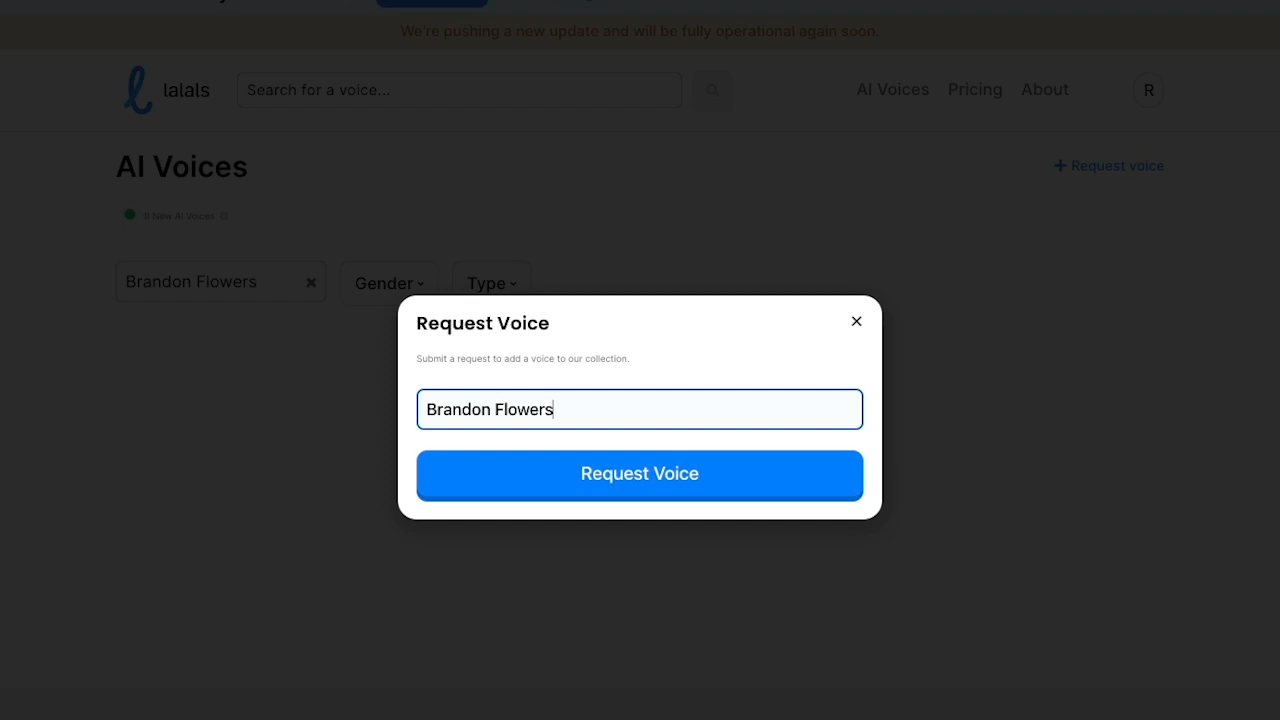 We're pushing a new update and will be fully operational again soon.
lalals
Search for a voice...
AI Voices
Pricing
About
R
AI Voices
+ Request voice
8 New AI Voices
Brandon Flowers
Gender
Type
Request Voice
Submit a request to add a voice to our collection.
Brandon Flowers
Request Voice